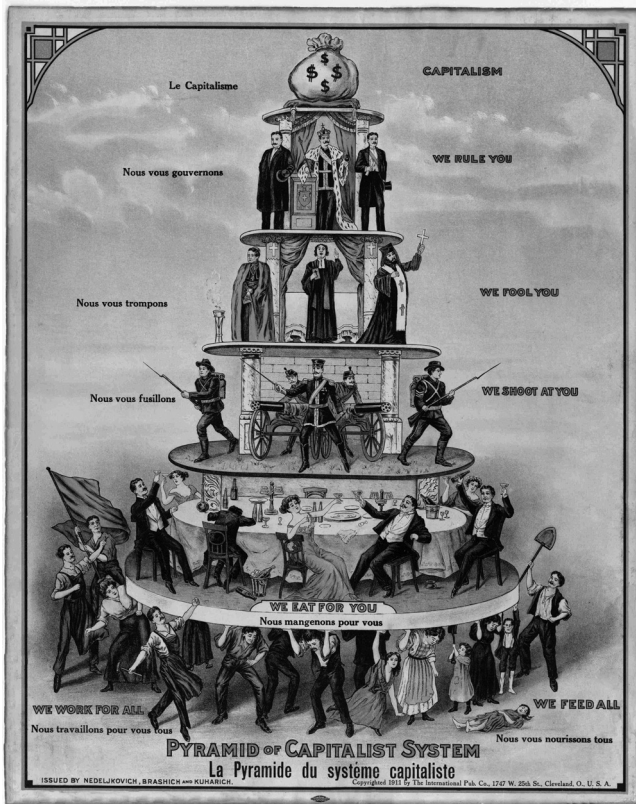 CAPITALISM
Le Capitalisme
$ $ $ $
WE RULE YOU
Nous vous gouvernons
WE FOOL YOU
Nous vous trompons
WE SHOOT AT YOU
Nous vous fusillons
WE EAT FOR YOU
Nous mangenons pour vous
WE WORK FOR ALL
WE FEED ALL
Nous travaillons pour vous tous
Nous vous nourissons tous
PYRAMID OF CAPITALIST SYSTEM
La Pyramide du système capitaliste
ISSUED BY NEDELJKOVICH, BRASHICH AND KUHARICH.
Copyrighted 1911 by The International Pub. Co., 1747 W. 25th St., Cleveland, O., U. S. A.